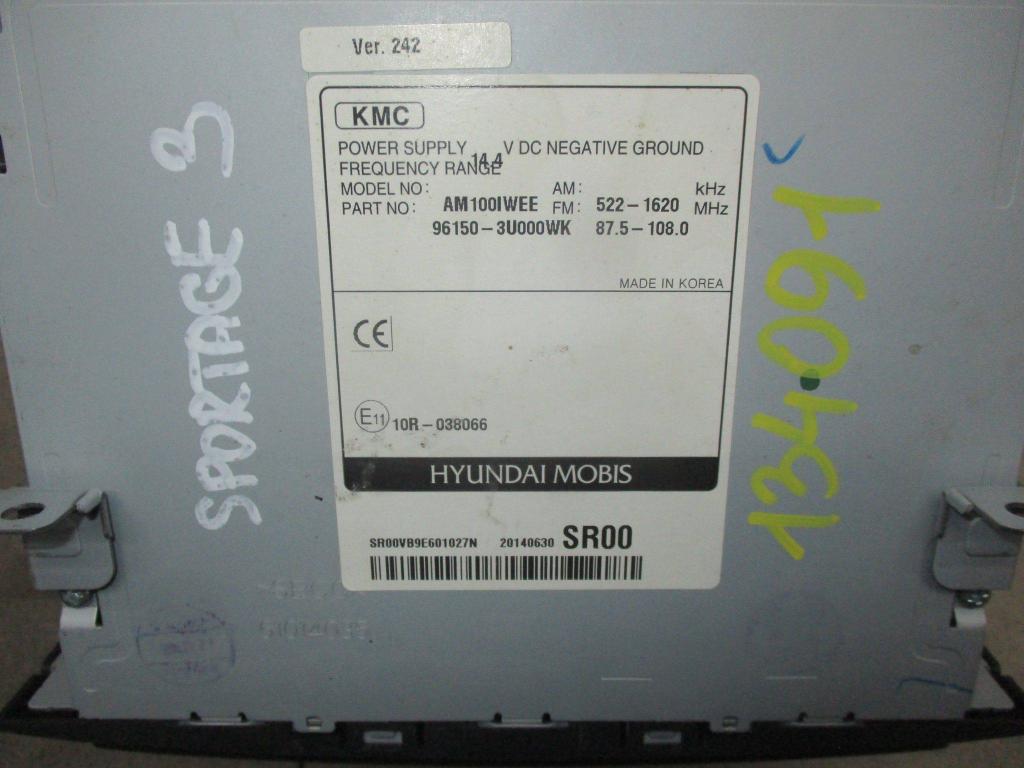 Ver. 242
KMC
POWER SUPPLY 14.4 V DC NEGATIVE GROUND
FREQUENCY RANGE
MODEL NO: AM100IWEE AM: 522-1620 kHz
PART NO: 96150-3U000WK FM: 87.5-108.0 MHz
MADE IN KOREA
CE
E11 10R-038066
HYUNDAI MOBIS
SR00VB9E601027N 20140630 SR00
SPORTAGE 3
134091